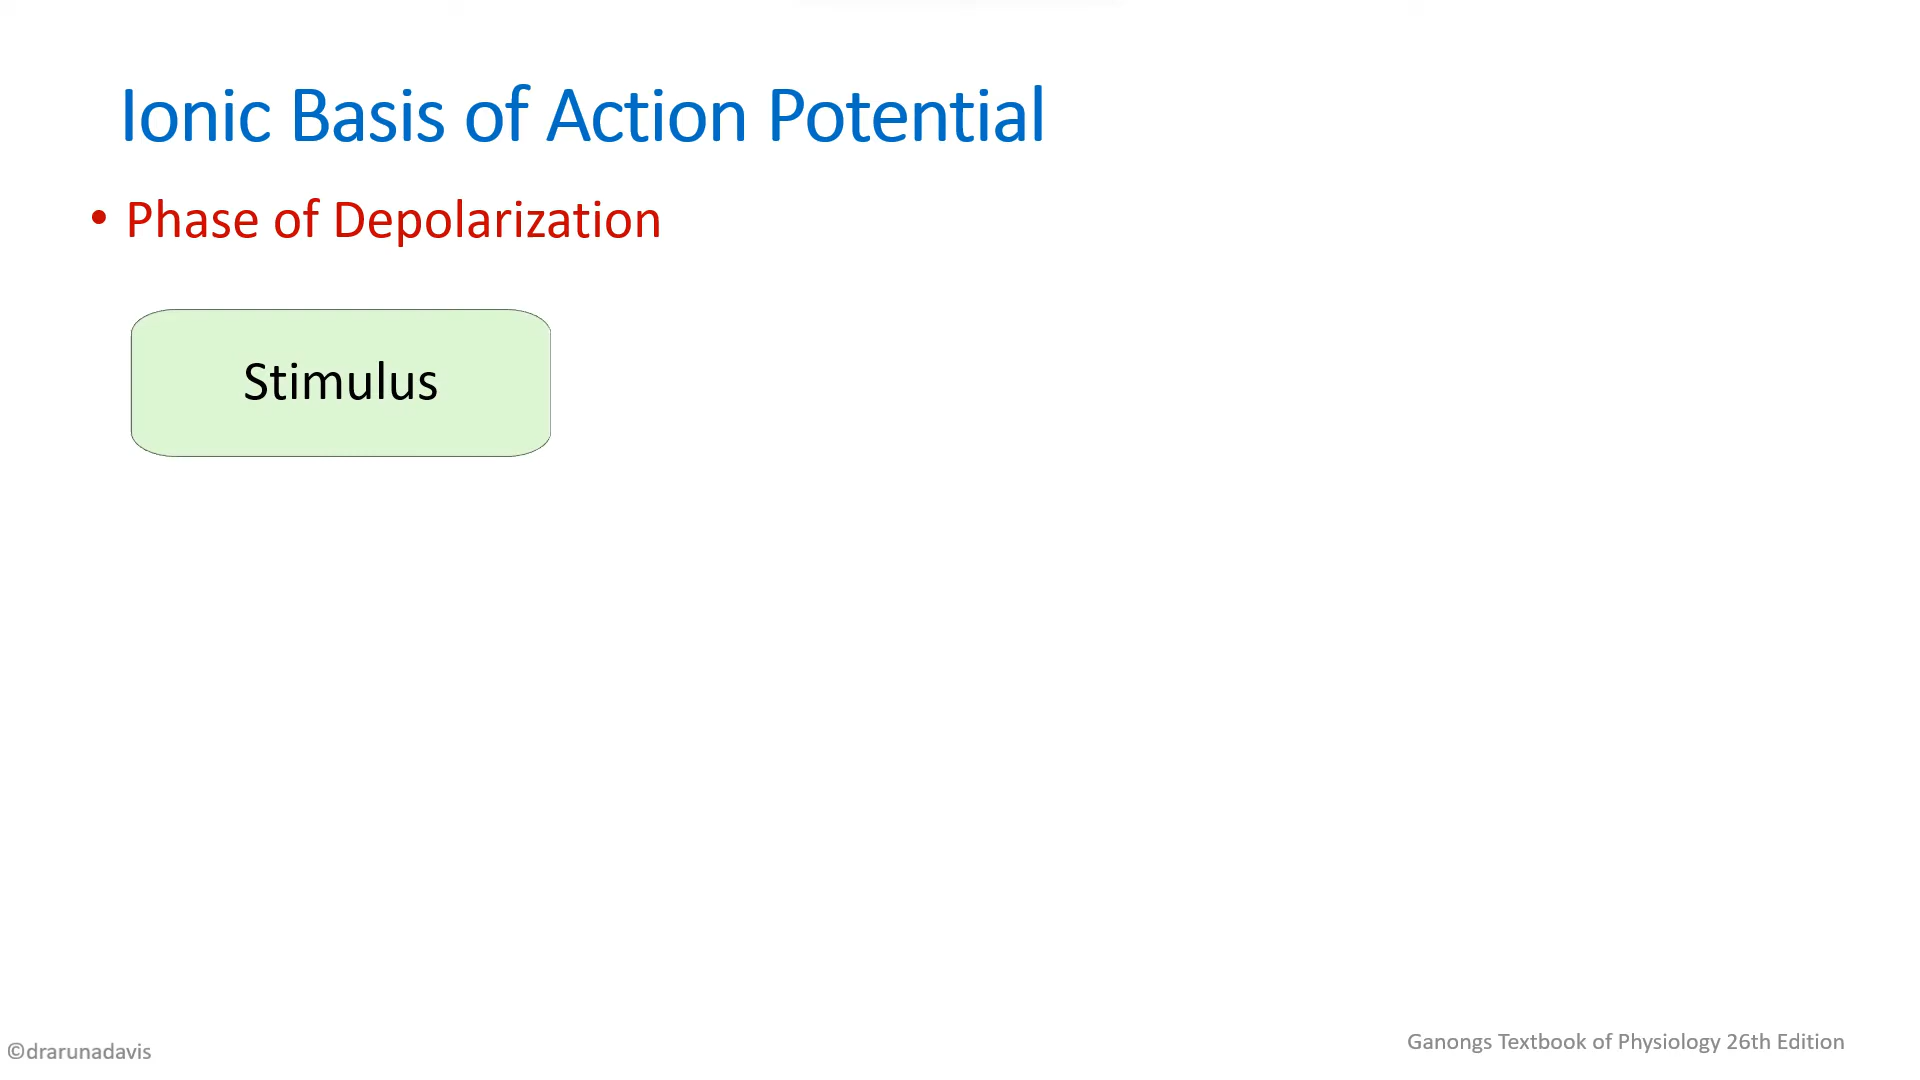 Ionic Basis of Action Potential
• Phase of Depolarization
Stimulus
Ganongs Textbook of Physiology 26th Edition
©drarunadavis